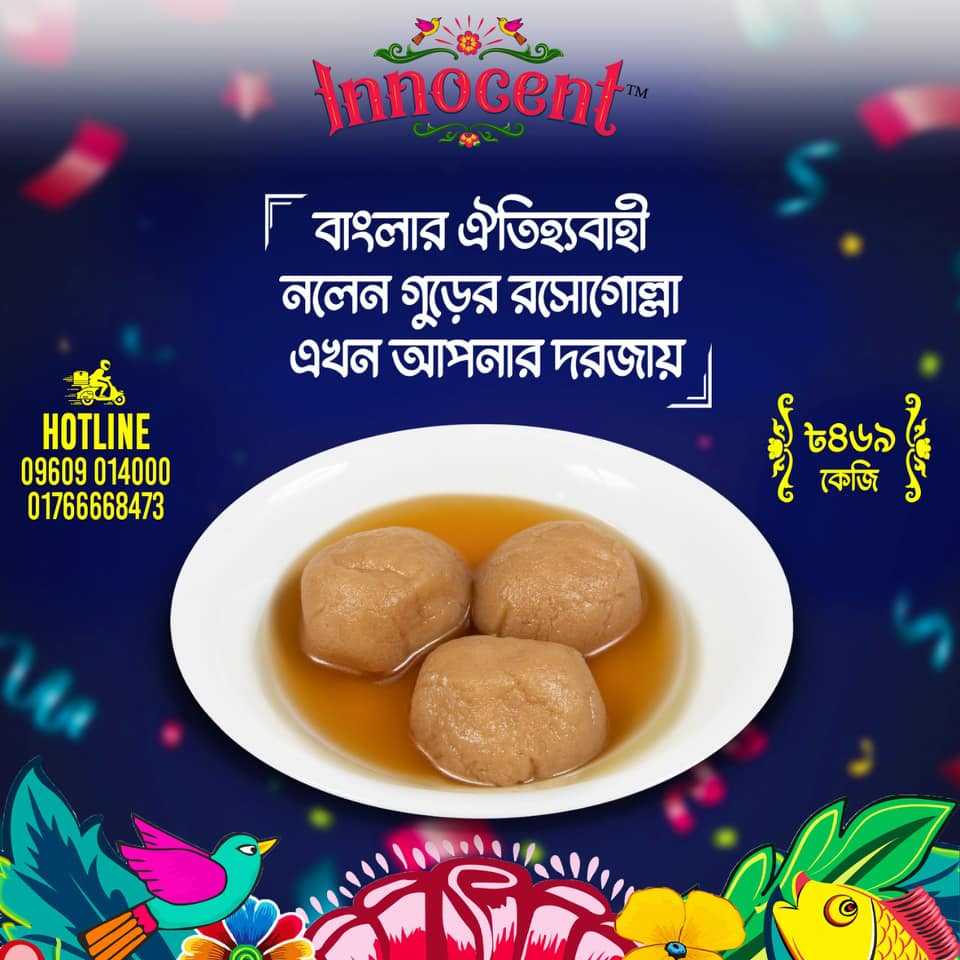 Innocent™
বাংলার ঐতিহ্যবাহী
নলেন গুড়ের রসোগোল্লা
এখন আপনার দরজায়
HOTLINE
09609 014000
01766668473
৳৪৬৯
কেজি